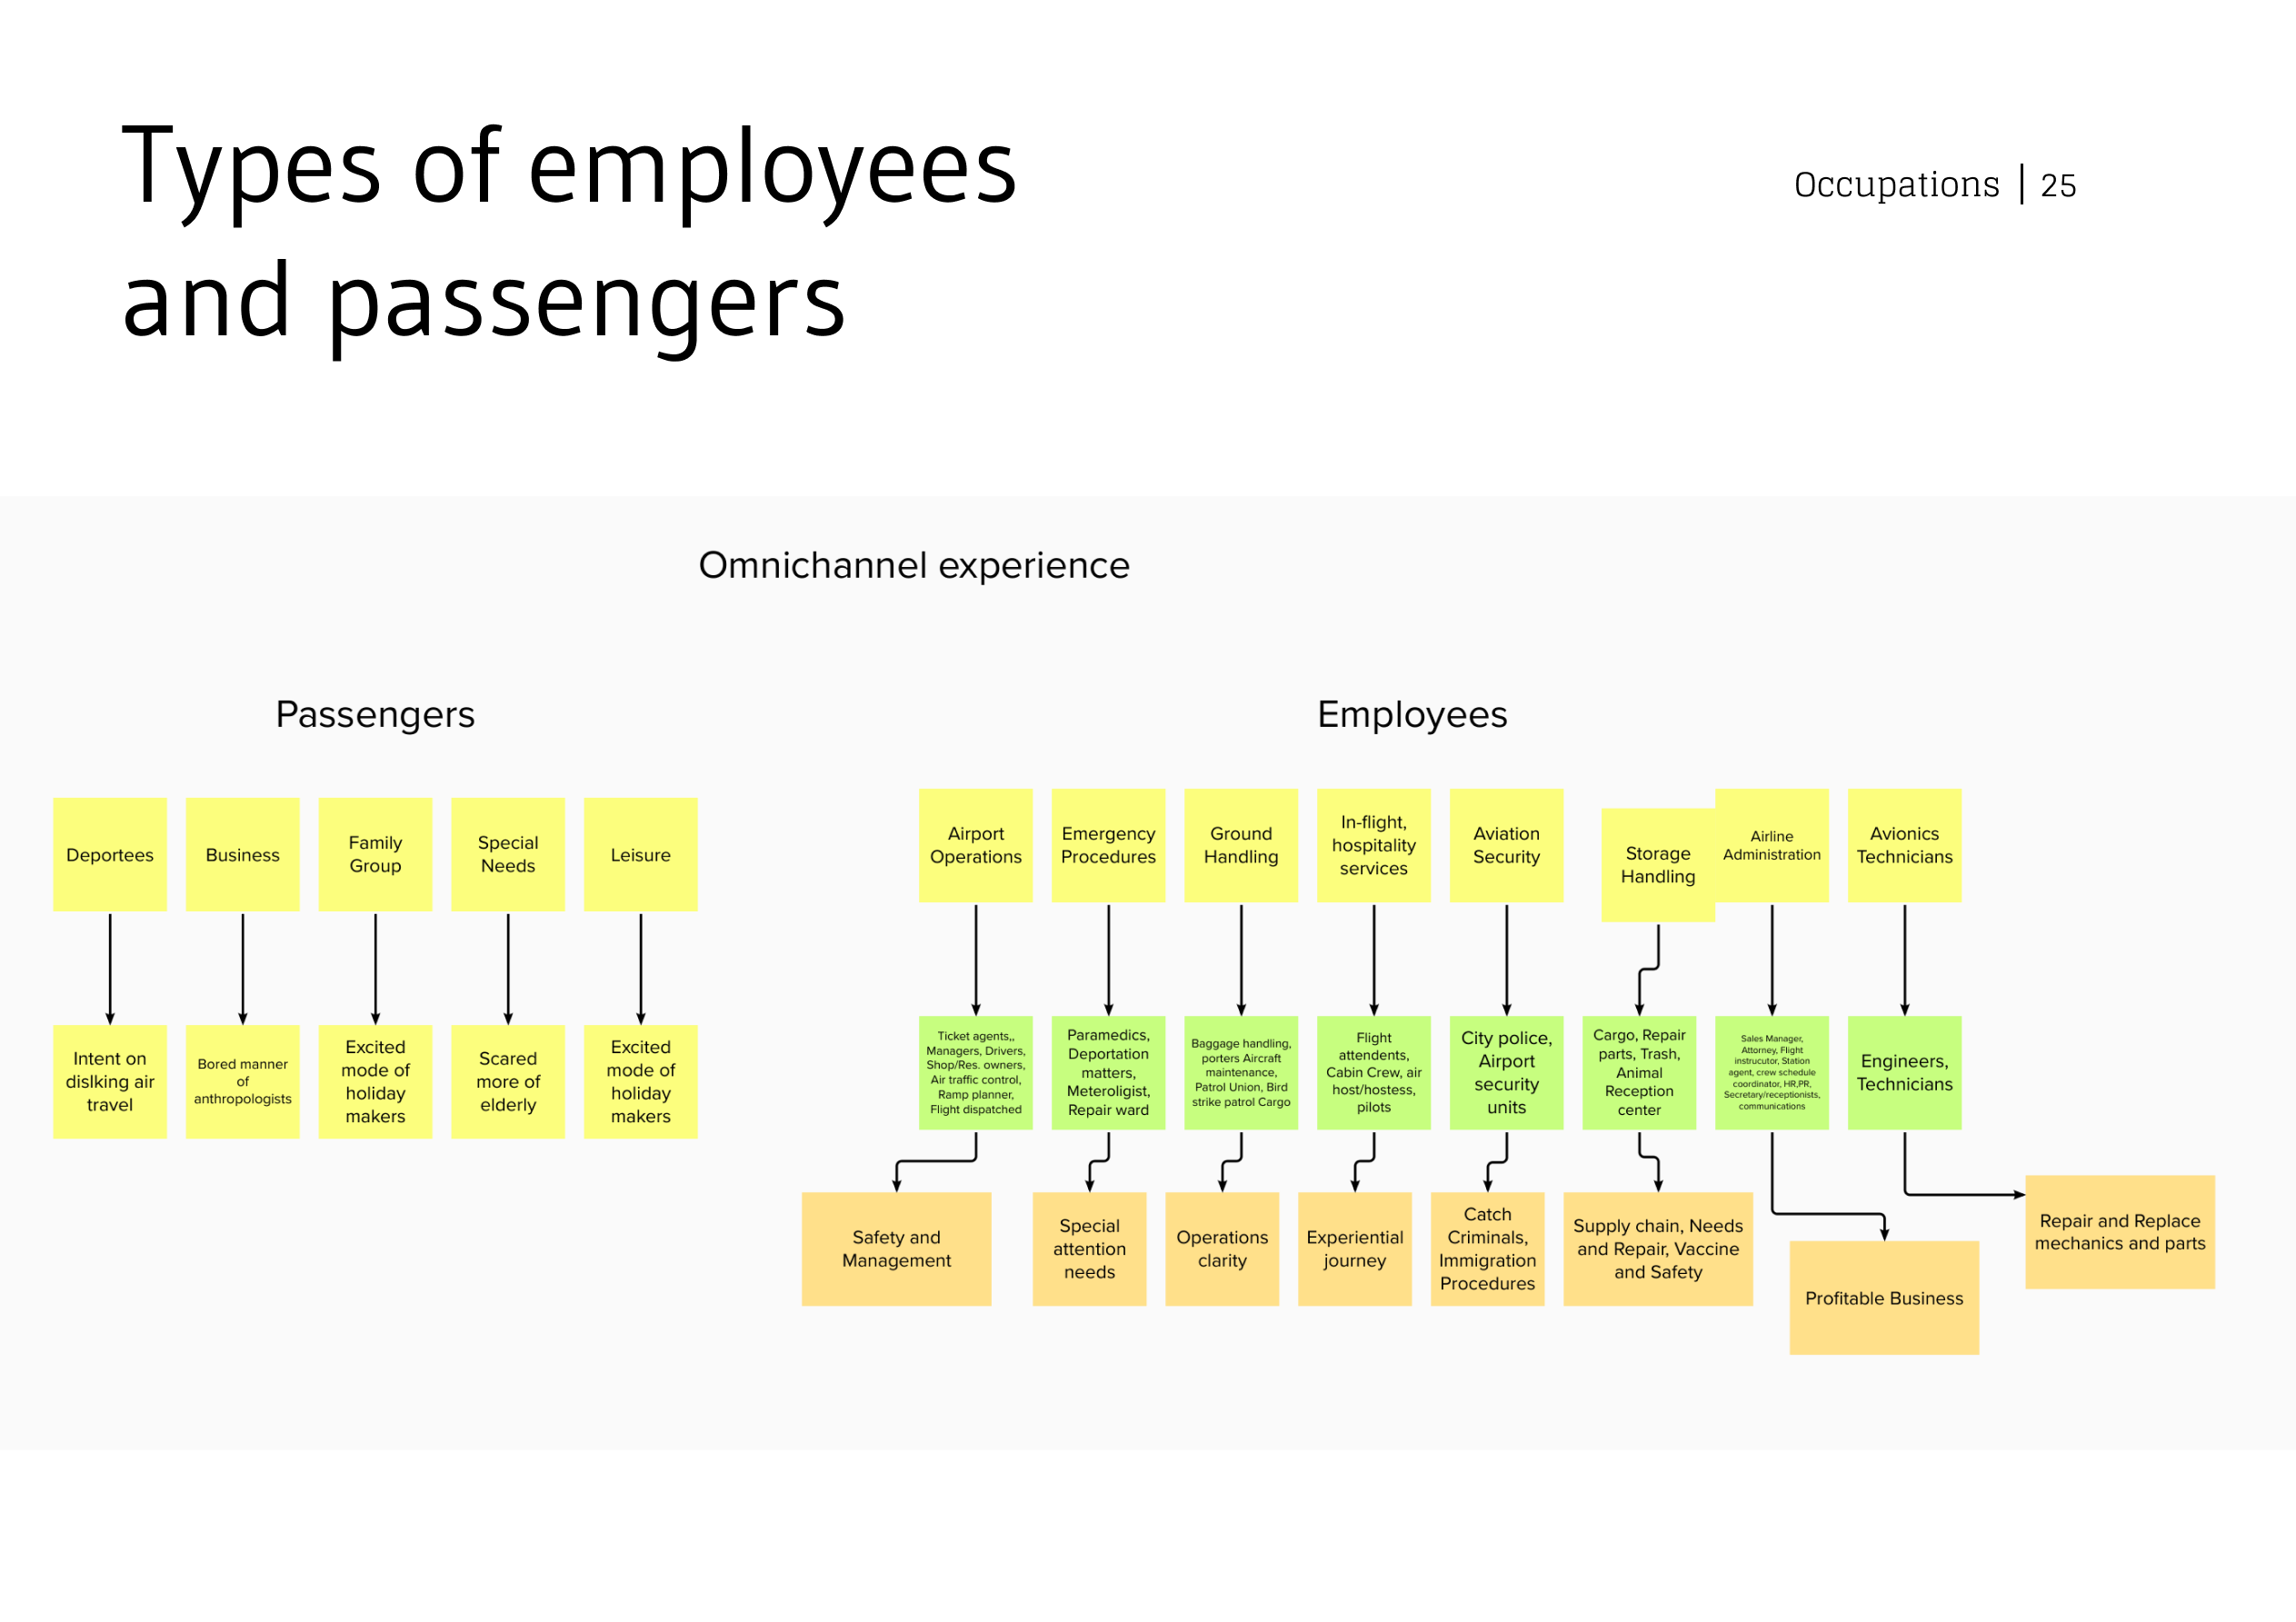 Types of employees
and passengers
Occupations | 25
Omnichannel experience
Passengers
Employees
Deportees
Business
Family
Group
Special
Needs
Leisure
Intent on
dislking air
travel
Bored manner
of
anthropologists
Excited
mode of
holiday
makers
Scared
more of
elderly
Excited
mode of
holiday
makers
Airport
Operations
Emergency
Procedures
Ground
Handling
In-flight,
hospitality
services
Aviation
Security
Storage
Handling
Airline
Administration
Avionics
Technicians
Ticket agents,,
Managers, Drivers,
Shop/Res. owners,
Air traffic control,
Ramp planner,
Flight dispatched
Paramedics,
Deportation
matters,
Meteroligist,
Repair ward
Baggage handling,
porters Aircraft
maintenance,
Patrol Union, Bird
strike patrol Cargo
Flight
attendents,
Cabin Crew, air
host/hostess,
pilots
City police,
Airport
security
units
Cargo, Repair
parts, Trash,
Animal
Reception
center
Sales Manager,
Attorney, Flight
instrucutor, Station
agent, crew schedule
coordinator, HR,PR,
Secretary/receptionists,
communications
Engineers,
Technicians
Safety and
Management
Special
attention
needs
Operations
clarity
Experiential
journey
Catch
Criminals,
Immigration
Procedures
Supply chain, Needs
and Repair, Vaccine
and Safety
Profitable Business
Repair and Replace
mechanics and parts